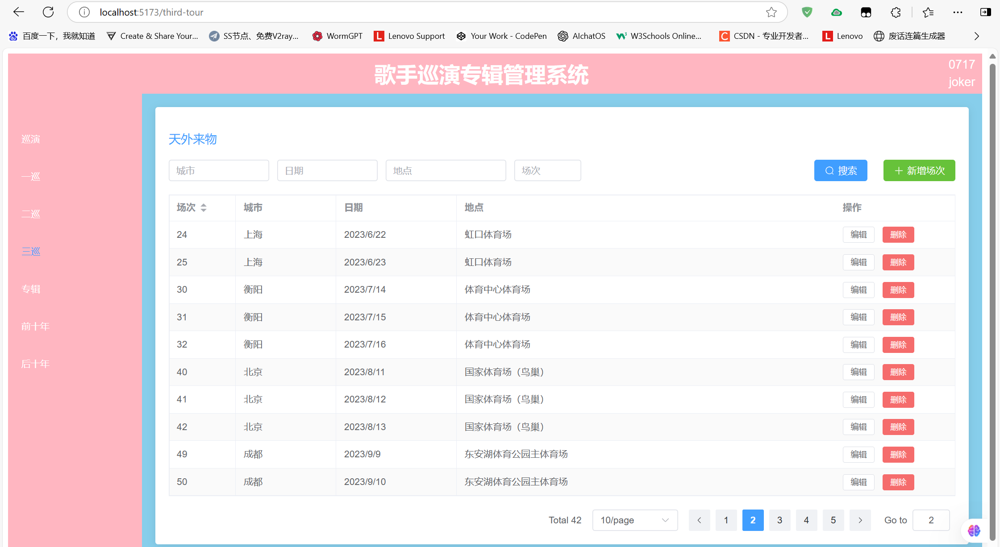 localhost:5173/third-tour
百度一下，我就知道 Create & Share Your... SS节点、免费V2ray... WormGPT Lenovo Support Your Work - CodePen AIchatOS W3Schools Online... CSDN - 专业开发者... Lenovo 废话连篇生成器
歌手巡演专辑管理系统
0717
joker
巡演
一巡
二巡
三巡
专辑
前十年
后十年
天外来物
城市 日期 地点 场次 搜索 新增场次
场次 城市 日期 地点 操作
24 上海 2023/6/22 虹口体育场 编辑 删除
25 上海 2023/6/23 虹口体育场 编辑 删除
30 衡阳 2023/7/14 体育中心体育场 编辑 删除
31 衡阳 2023/7/15 体育中心体育场 编辑 删除
32 衡阳 2023/7/16 体育中心体育场 编辑 删除
40 北京 2023/8/11 国家体育场（鸟巢） 编辑 删除
41 北京 2023/8/12 国家体育场（鸟巢） 编辑 删除
42 北京 2023/8/13 国家体育场（鸟巢） 编辑 删除
49 成都 2023/9/9 东安湖体育公园主体育场 编辑 删除
50 成都 2023/9/10 东安湖体育公园主体育场 编辑 删除
Total 42 10/page 1 2 3 4 5 Go to 2